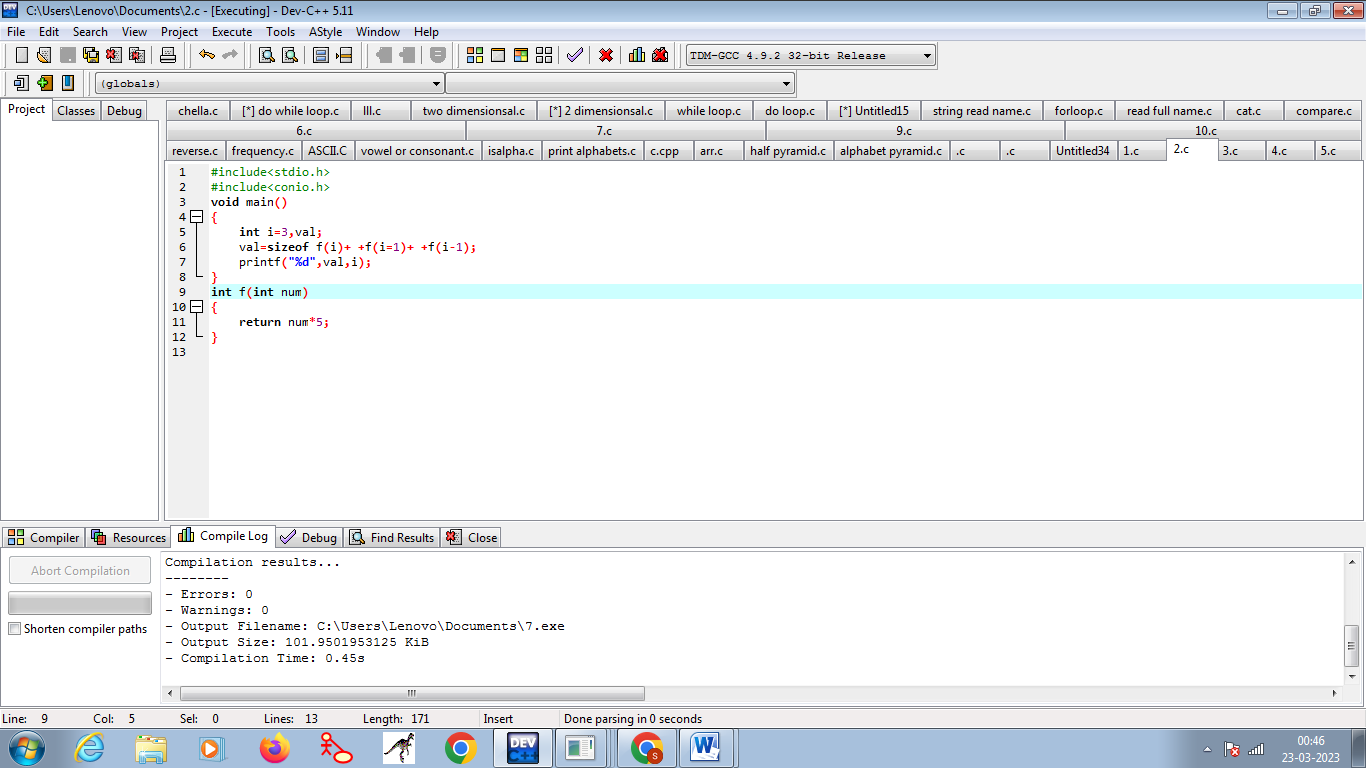 C:\Users\Lenovo\Documents\2.c - [Executing] - Dev-C++ 5.11
File Edit Search View Project Execute Tools AStyle Window Help
TDM-GCC 4.9.2 32-bit Release
(globals)
Project Classes Debug
chella.c [*] do while loop.c lll.c two dimensionsal.c [*] 2 dimensionsal.c while loop.c do loop.c [*] Untitled15 string read name.c forloop.c read full name.c cat.c compare.c
6.c 7.c 9.c 10.c
reverse.c frequency.c ASCII.C vowel or consonant.c isalpha.c print alphabets.c c.cpp arr.c half pyramid.c alphabet pyramid.c .c .c Untitled34 1.c 2.c 3.c 4.c 5.c
1 #include<stdio.h>
2 #include<conio.h>
3 void main()
4 {
5 int i=3,val;
6 val=sizeof f(i)+ +f(i=1)+ +f(i-1);
7 printf("%d",val,i);
8 }
9 int f(int num)
10 {
11 return num*5;
12 }
13
Compiler Resources Compile Log Debug Find Results Close
Abort Compilation
Shorten compiler paths
Compilation results...
--------
- Errors: 0
- Warnings: 0
- Output Filename: C:\Users\Lenovo\Documents\7.exe
- Output Size: 101.9501953125 KiB
- Compilation Time: 0.45s
Line: 9 Col: 5 Sel: 0 Lines: 13 Length: 171 Insert Done parsing in 0 seconds
DEV C++
S
W
00:46
23-03-2023